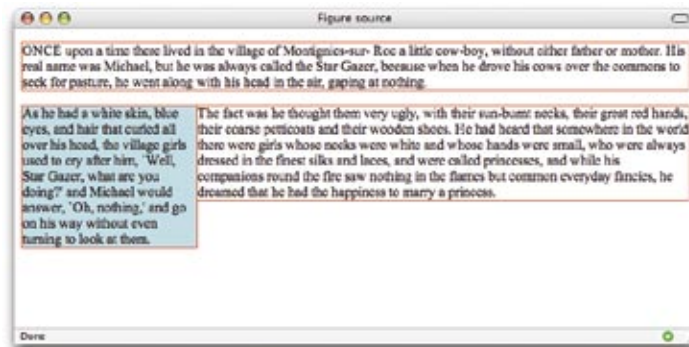 Figure source
ONCE upon a time there lived in the village of Montignies-sur- Roc a little cow-boy, without either father or mother. His
real name was Michael, but he was always called the Star Gazer, because when he drove his cows over the commons to
seek for pasture, he went along with his head in the air, gaping at nothing.
As he had a white skin, blue
eyes, and hair that curled all
over his head, the village girls
used to cry after him, `Well,
Star Gazer, what are you
doing?' and Michael would
answer, `Oh, nothing,' and go
on his way without even
turning to look at them.
The fact was he thought them very ugly, with their sun-burnt necks, their great red hands,
their coarse petticoats and their wooden shoes. He had heard that somewhere in the world
there were girls whose necks were white and whose hands were small, who were always
dressed in the finest silks and laces, and were called princesses, and while his
companions round the fire saw nothing in the flames but common everyday fancies, he
dreamed that he had the happiness to marry a princess.
Done